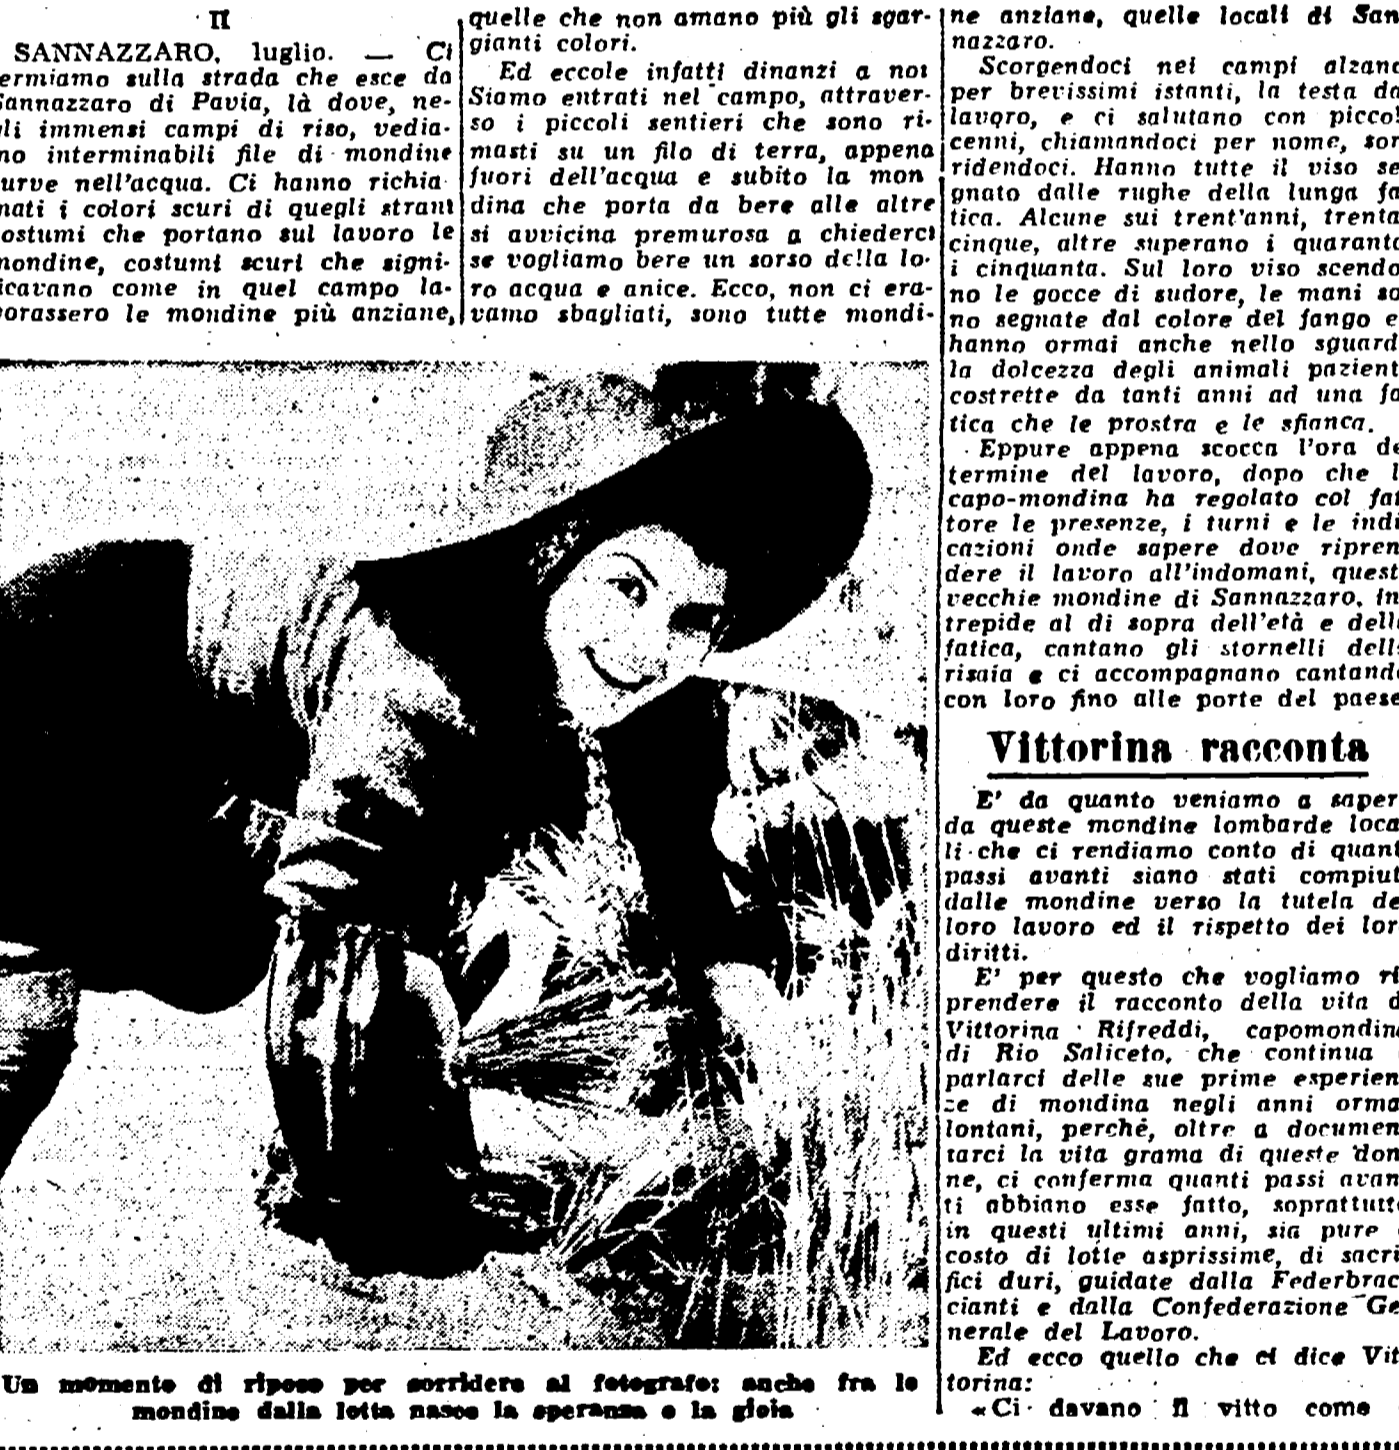 II
SANNAZZARO, luglio. — Ci
ermiamo sulla strada che esce da
Sannazzaro di Pavia, là dove, ne-
gli immensi campi di riso, vedia-
mo interminabili file di mondine
urve nell'acqua. Ci hanno richia
mati i colori scuri di quegli strani
ostumi che portano sul lavoro le
mondine, costumi scuri che signi-
icavano come in quel campo la-
vorassero le mondine più anziane,
quelle che non amano più gli sgar-
gianti colori.
Ed eccole infatti dinanzi a noi
Siamo entrati nel campo, attraver-
so i piccoli sentieri che sono ri-
masti su un filo di terra, appena
fuori dell'acqua e subito la mon
dina che porta da bere alle altre
si avvicina premurosa a chiederci
se vogliamo bere un sorso della lo-
ro acqua e anice. Ecco, non ci era-
vamo sbagliati, sono tutte mondi-
ne anziane, quelle locali di San
nazzaro.
Scorgendoci nei campi alzano
per brevissimi istanti, la testa dal
lavoro, e ci salutano con piccol
cenni, chiamandoci per nome, sor
ridendoci. Hanno tutte il viso se
gnato dalle rughe della lunga fa
tica. Alcune sui trent'anni, trenta
cinque, altre superano i quaranta
i cinquanta. Sul loro viso scendo
no le gocce di sudore, le mani so
no segnate dal colore del fango e
hanno ormai anche nello sguard
la dolcezza degli animali pazient
costrette da tanti anni ad una fa
tica che le prostra e le sfianca.
Eppure appena scocca l'ora de
termine del lavoro, dopo che l
capo-mondina ha regolato col fat
tore le presenze, i turni e le indi
cazioni onde sapere dove ripren
dere il lavoro all'indomani, quest
vecchie mondine di Sannazzaro, in
trepide al di sopra dell'età e dell
fatica, cantano gli stornelli dell
risaia e ci accompagnano cantando
con loro fino alle porte del paese
Vittorina racconta
E' da quanto veniamo a saper
da queste mondine lombarde loca
li che ci rendiamo conto di quant
passi avanti siano stati compiut
dalle mondine verso la tutela de
loro lavoro ed il rispetto dei lor
diritti.
E' per questo che vogliamo ri
prendere il racconto della vita d
Vittorina Rifreddi, capomondina
di Rio Saliceto, che continua
parlarci delle sue prime esperien
ze di mondina negli anni orma
lontani, perchè, oltre a documen
tarci la vita grama di queste don
ne, ci conferma quanti passi avan
ti abbiano esse fatto, soprattutto
in questi ultimi anni, sia pure
costo di lotte asprissime, di sacri
fici duri, guidate dalla Federbrac
cianti e dalla Confederazione Ge
nerale del Lavoro.
Ed ecco quello che ci dice Vit
torina:
«Ci davano il vitto come
Un momento di riposo per sorridere al fotografo: anche fra le
mondine dalla lotta nasce la speranza e la gioia